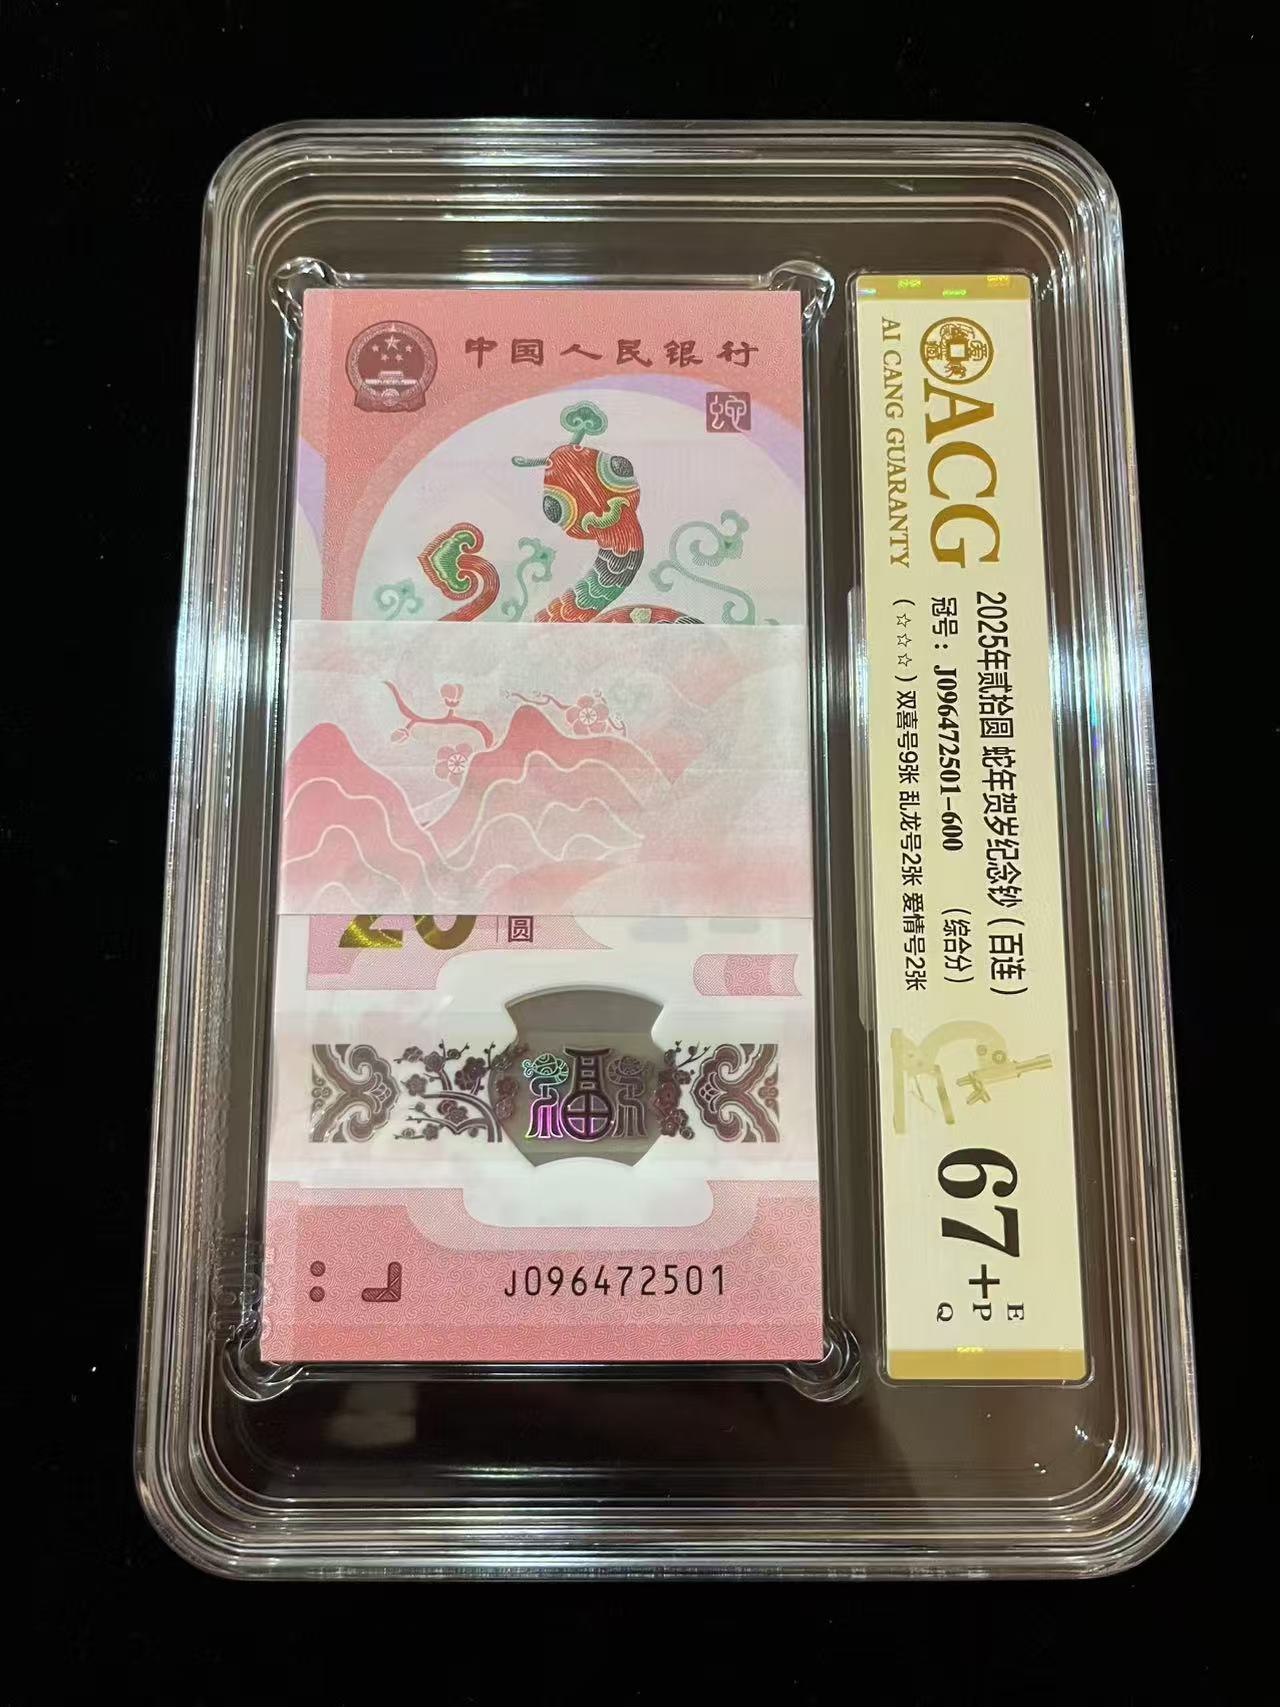 中国人民银行
蛇
20 圆
福
J096472501
ACG
AI CANG GUARANTY
2025年贰拾圆 蛇年贺岁纪念钞(百连)
冠号:J096472501-600 (综合分)
(☆☆☆)双喜号9张 乱龙号2张 爱情号2张
67+
E
P
Q